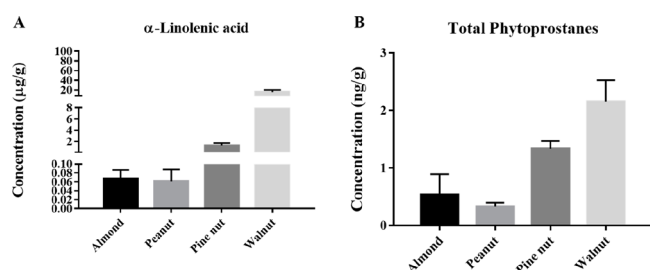 A
α-Linolenic acid
Concentration (µg/g)
100
80
60
40
20
8
6
4
2
0.10
0.08
0.06
0.04
0.02
0.00
Almond
Peanut
Pine nut
Walnut
B
Total Phytoprostanes
Concentration (ng/g)
3
2
1
0
Almond
Peanut
Pine nut
Walnut